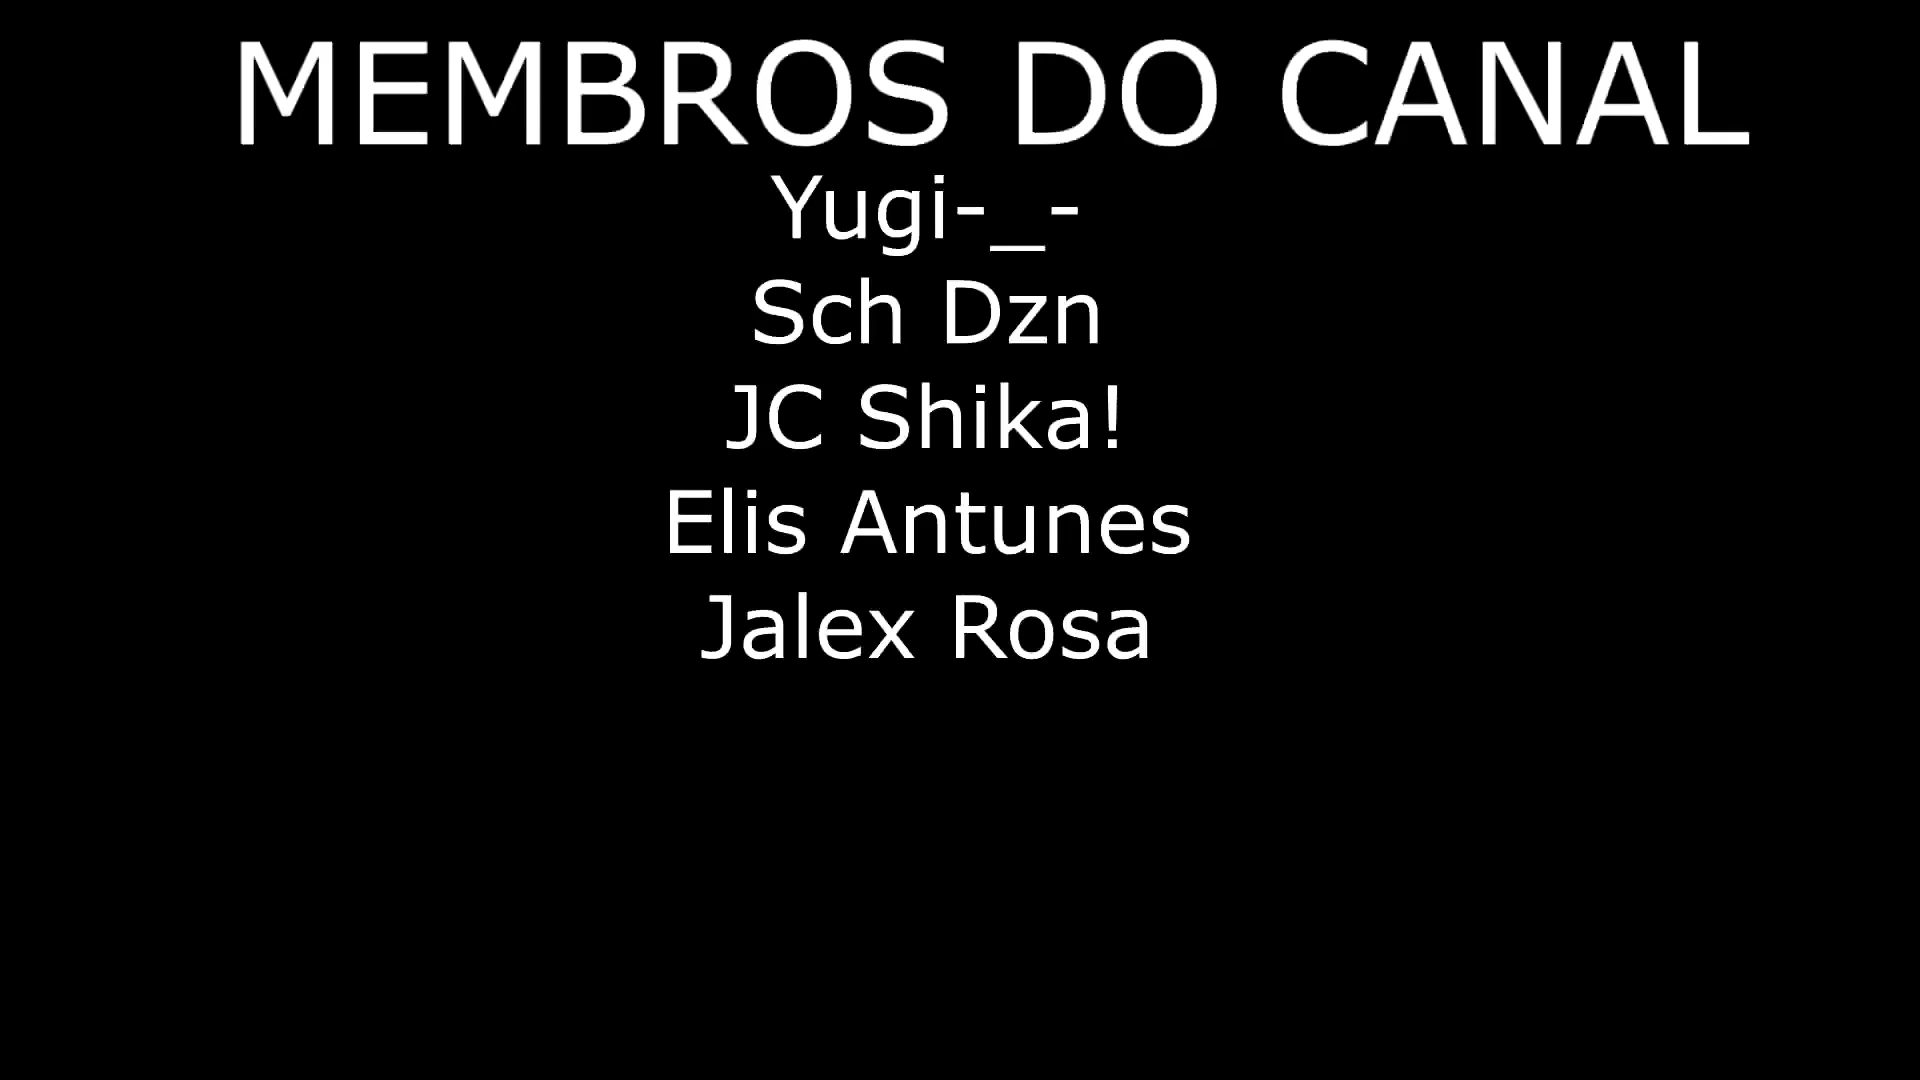 MEMBROS DO CANAL
Yugi-_-
Sch Dzn
JC Shika!
Elis Antunes
Jalex Rosa